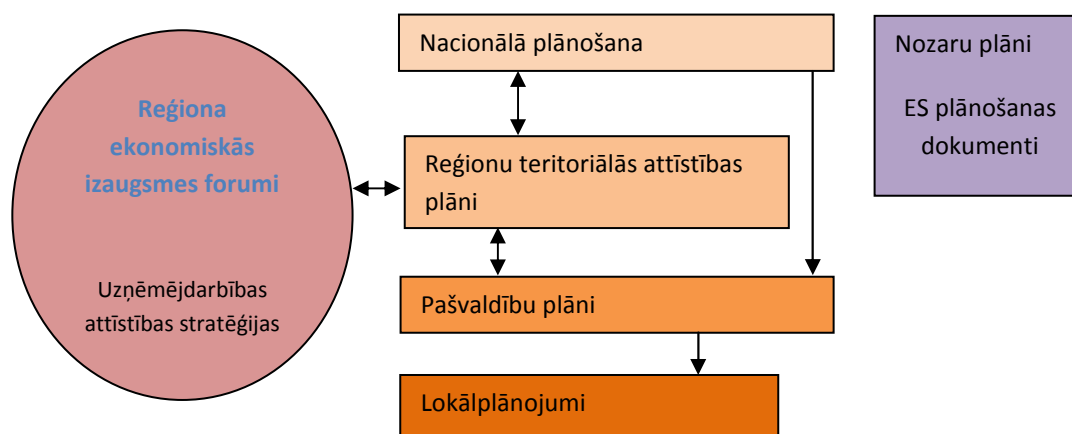 Reģiona
ekonomiskās
izaugsmes forumi
Uzņēmējdarbības
attīstības stratēģijas
Nacionālā plānošana
Reģionu teritoriālās attīstības
plāni
Pašvaldību plāni
Lokālplānojumi
Nozaru plāni
ES plānošanas
dokumenti